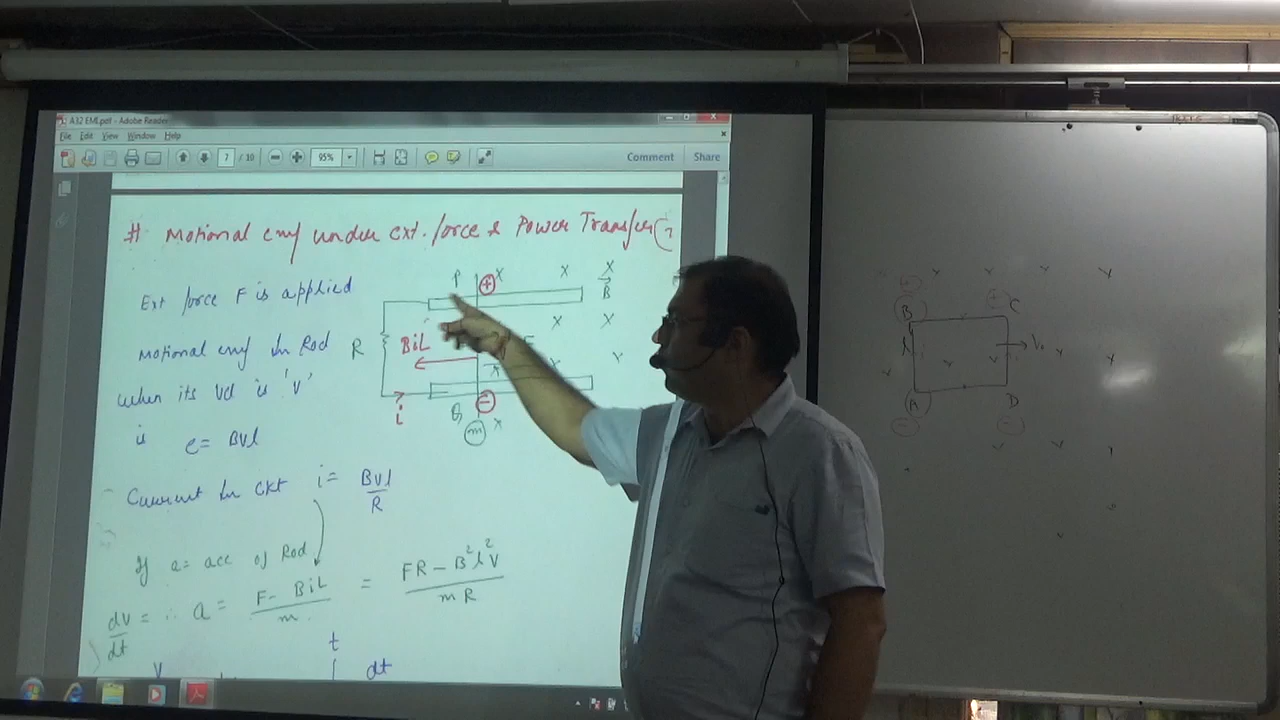 A32 EMI.pdf - Adobe Reader
File Edit View Window Help
7 / 10 95% Comment Share
# Motional emf under ext. force & Power Transfer
Ext force F is applied
Motional emf in Rod
when its vel is 'v'
is e = Bvl
Current in Ckt i = Bvl
R
If a = acc of Rod
dv/dt = ∴ a = F - BiL / m = FR - B²l²V / mR
V t
dt
P + X X X
B
X X
R BiL
X
i Q −
m X
B C
V₀
A D